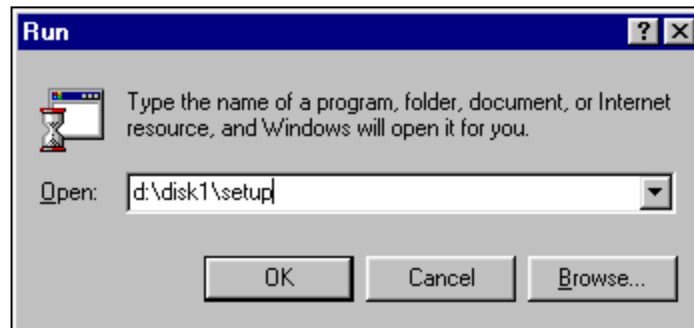 Run
Type the name of a program, folder, document, or Internet
resource, and Windows will open it for you.
Open: d:\disk1\setup
OK Cancel Browse...